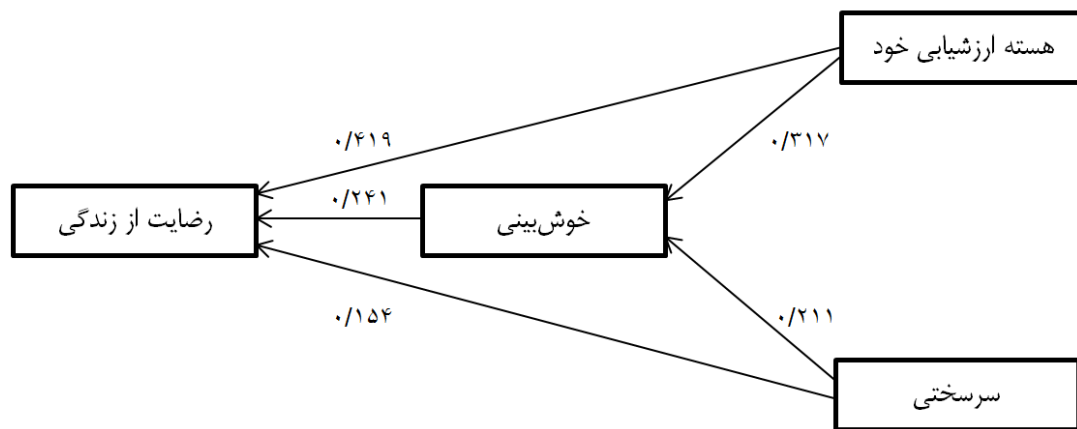 هسته ارزشیابی خود
۰/۴۱۹
۰/۳۱۷
۰/۲۴۱
رضایت از زندگی
خوش‌بینی
۰/۱۵۴
۰/۲۱۱
سرسختی